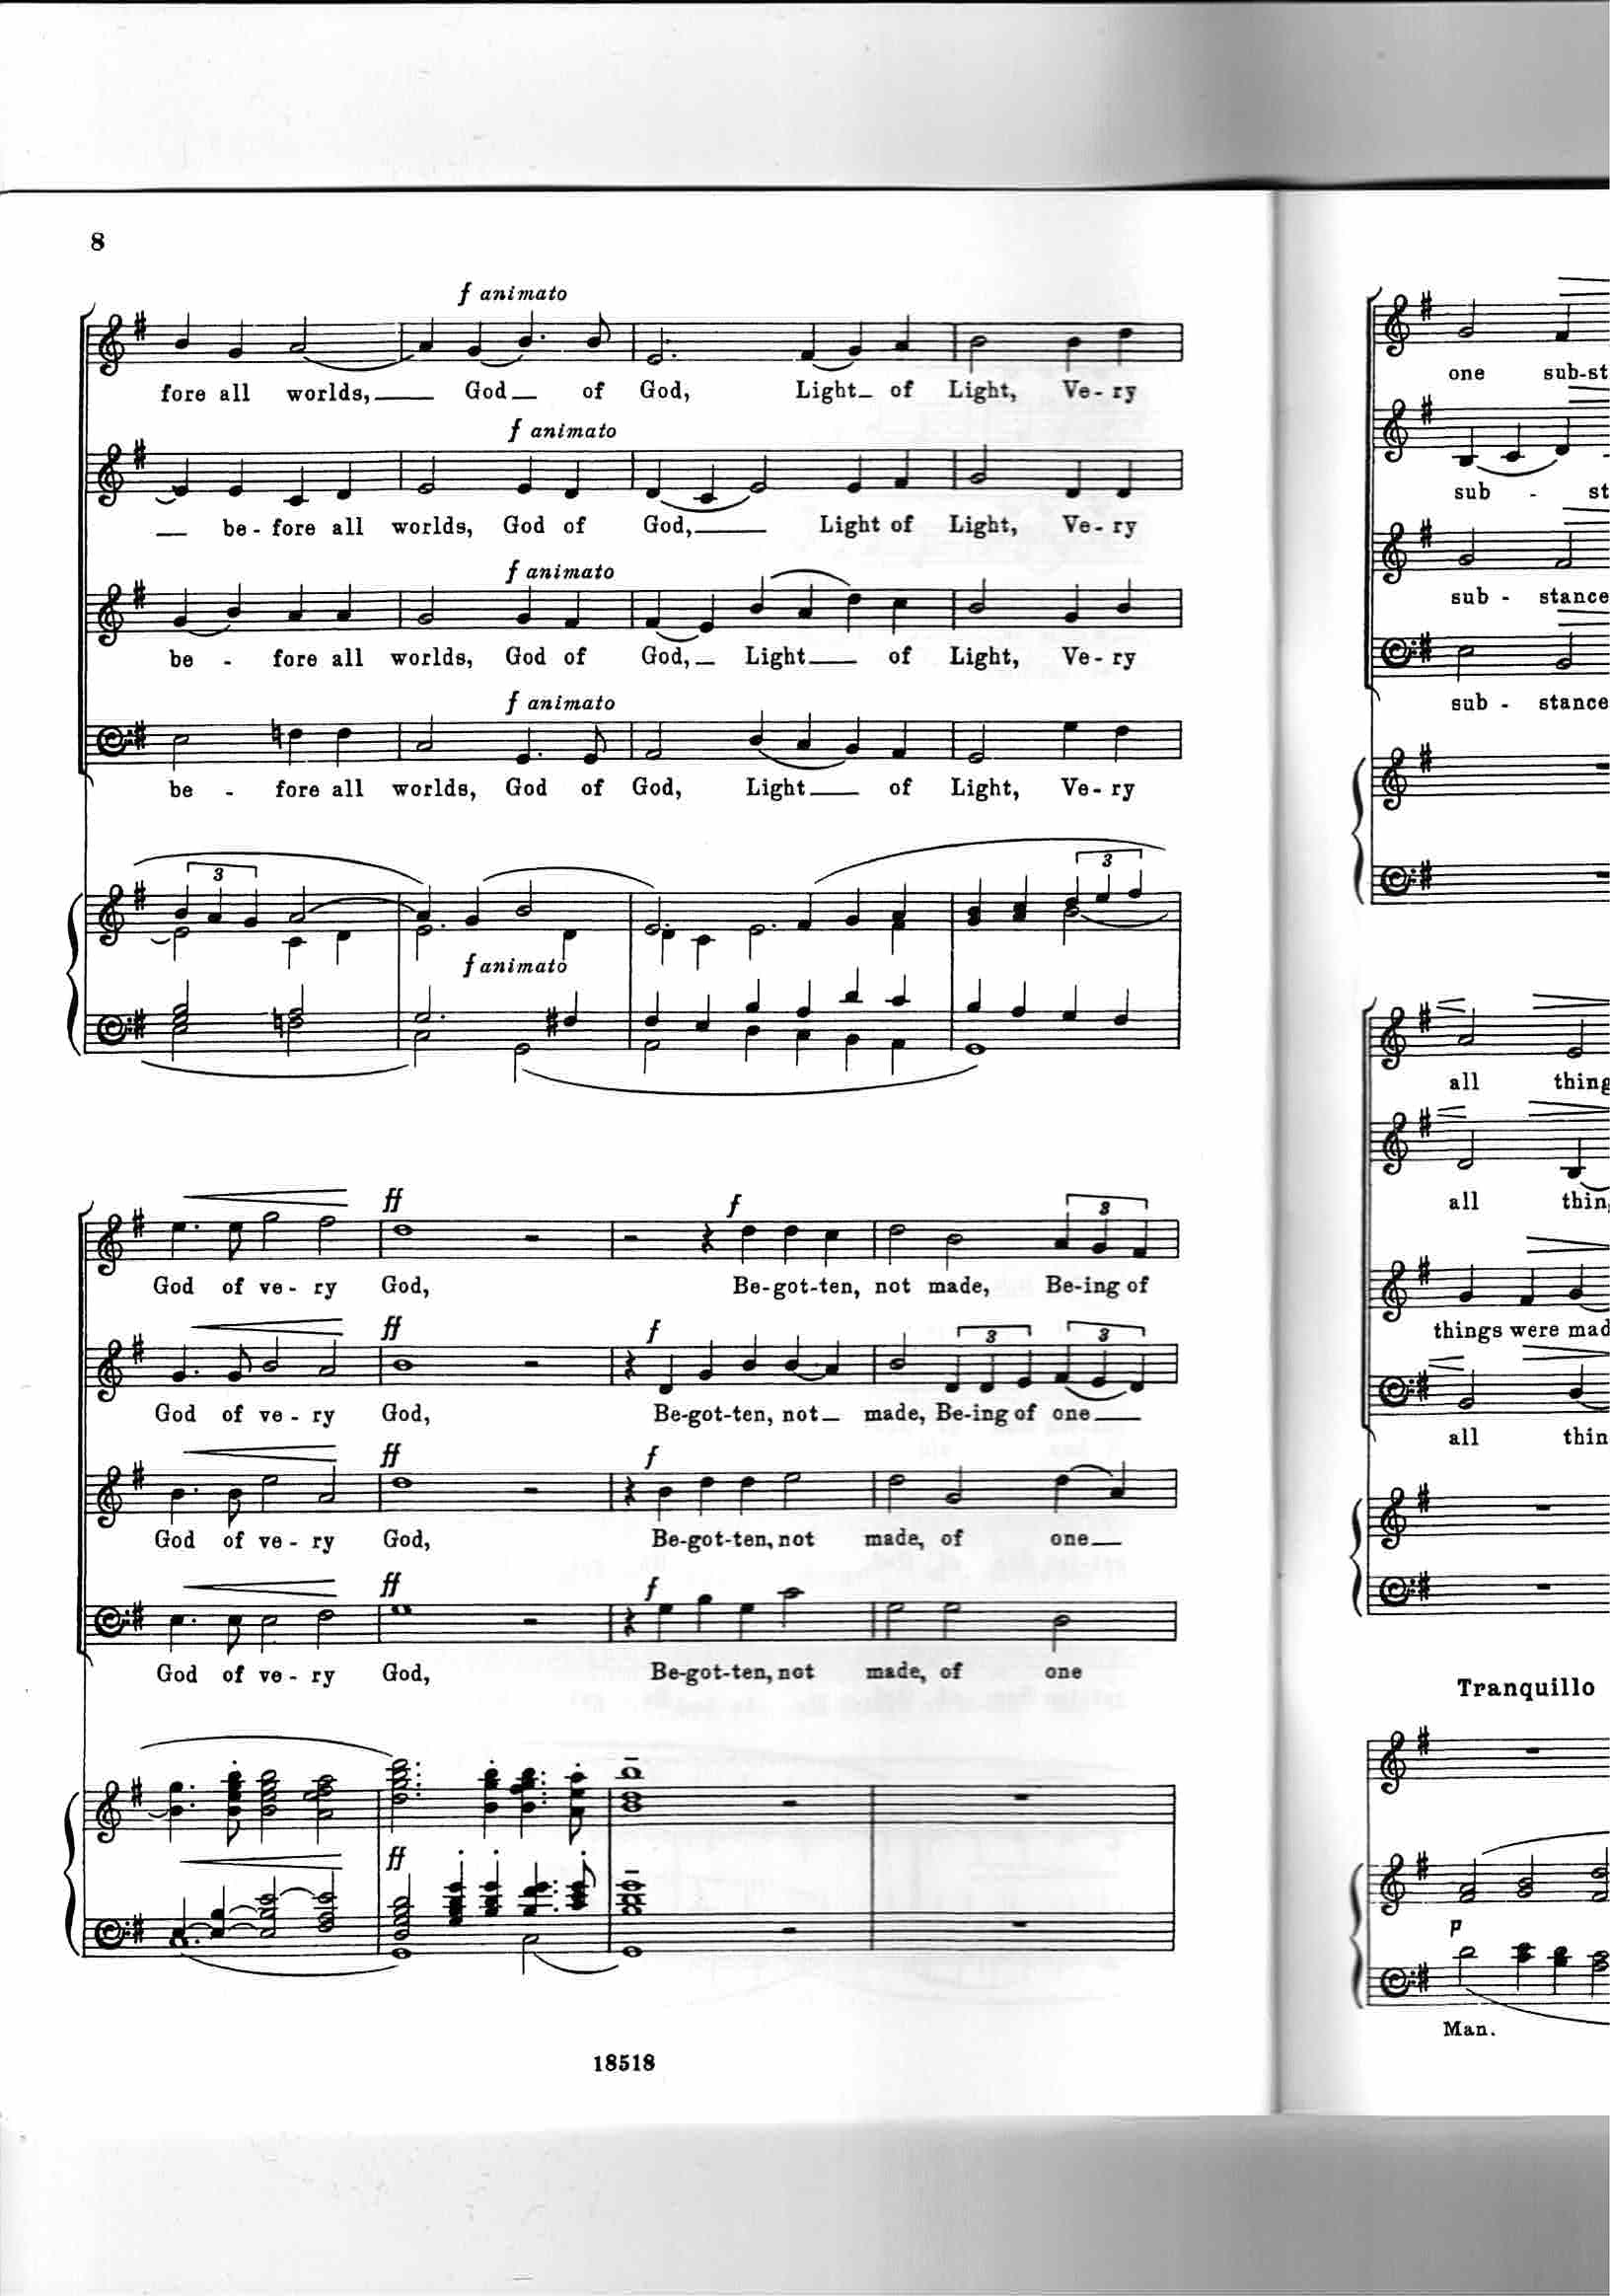 8
f animato
fore all worlds, God of God, Light of Light, Ve-ry
f animato
be-fore all worlds, God of God, Light of Light, Ve-ry
f animato
be - fore all worlds, God of God, Light of Light, Ve-ry
f animato
be - fore all worlds, God of God, Light of Light, Ve-ry
3 3
f animato
ff f 3
God of ve-ry God, Be-got-ten, not made, Be-ing of
ff f 3 3
God of ve-ry God, Be-got-ten, not made, Be-ing of one
ff f
God of ve-ry God, Be-got-ten, not made, of one
ff f
God of ve-ry God, Be-got-ten, not made, of one
ff
18518
one sub-st
sub - st
sub - stance
sub - stance
all thing
all thin
things were mad
all thin
Tranquillo
p
Man.